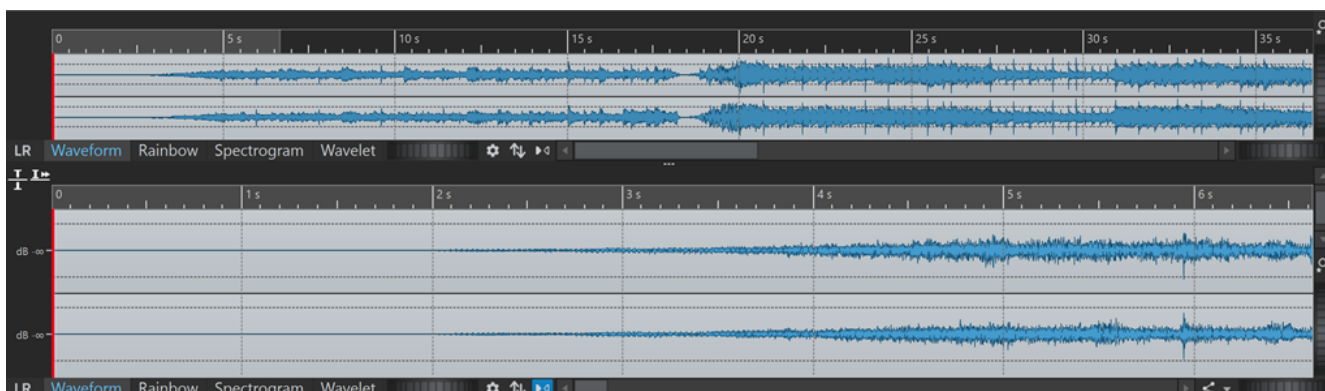 0 5 s 10 s 15 s 20 s 25 s 30 s 35 s
LR Waveform Rainbow Spectrogram Wavelet
0 1 s 2 s 3 s 4 s 5 s 6 s
dB -∞
dB -∞
LR Waveform Rainbow Spectrogram Wavelet